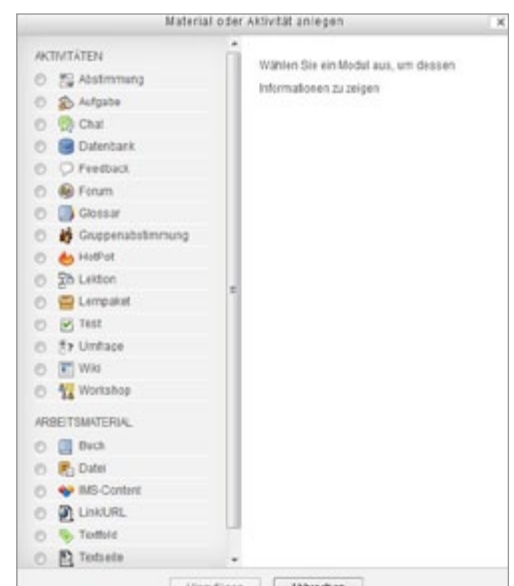 Material oder Aktivität anlegen
AKTIVITÄTEN
Abstimmung
Aufgabe
Chat
Datenbank
Feedback
Forum
Glossar
Gruppenabstimmung
HotPot
Lektion
Lernpaket
Test
Umfrage
Wiki
Workshop
ARBEITSMATERIAL
Buch
Datei
IMS-Content
Link/URL
Textfeld
Textseite
Wählen Sie ein Modul aus, um dessen
Informationen zu zeigen
Hinzufügen Abbrechen